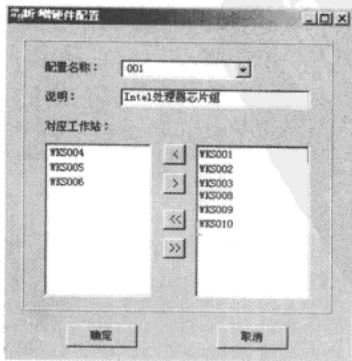 新增硬件配置
配置名称：
001
说明：
Intel处理器芯片组
对应工作站：
WKS004
WKS005
WKS006
<
>
<<
>>
WKS001
WKS002
WKS003
WKS008
WKS009
WKS010
确定
取消